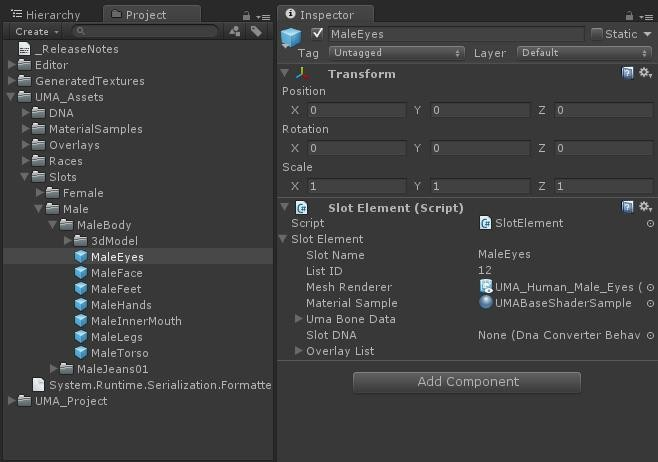 Hierarchy
Project
Create
_ReleaseNotes
Editor
GeneratedTextures
UMA_Assets
DNA
MaterialSamples
Overlays
Races
Slots
Female
Male
MaleBody
3dModel
MaleEyes
MaleFace
MaleFeet
MaleHands
MaleInnerMouth
MaleLegs
MaleTorso
MaleJeans01
System.Runtime.Serialization.Formatte
UMA_Project
Inspector
MaleEyes Static
Tag Untagged Layer Default
Transform
Position
X 0 Y 0 Z 0
Rotation
X 0 Y 0 Z 0
Scale
X 1 Y 1 Z 1
Slot Element (Script)
Script SlotElement
Slot Element
Slot Name MaleEyes
List ID 12
Mesh Renderer UMA_Human_Male_Eyes (
Material Sample UMABaseShaderSample
Uma Bone Data
Slot DNA None (Dna Converter Behav
Overlay List
Add Component